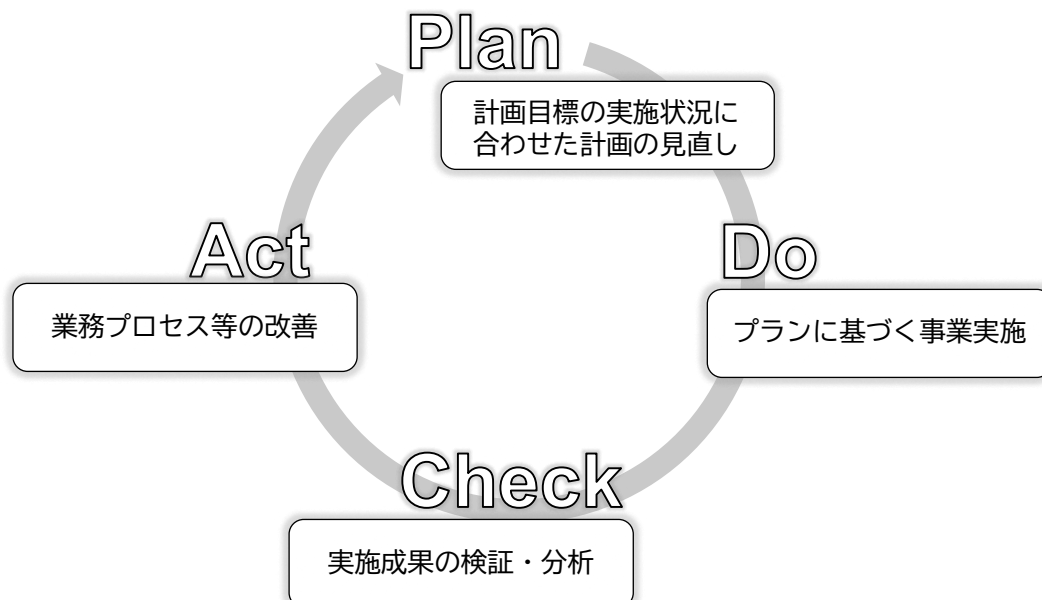 Plan
計画目標の実施状況に
合わせた計画の見直し
Do
プランに基づく事業実施
Check
実施成果の検証・分析
Act
業務プロセス等の改善